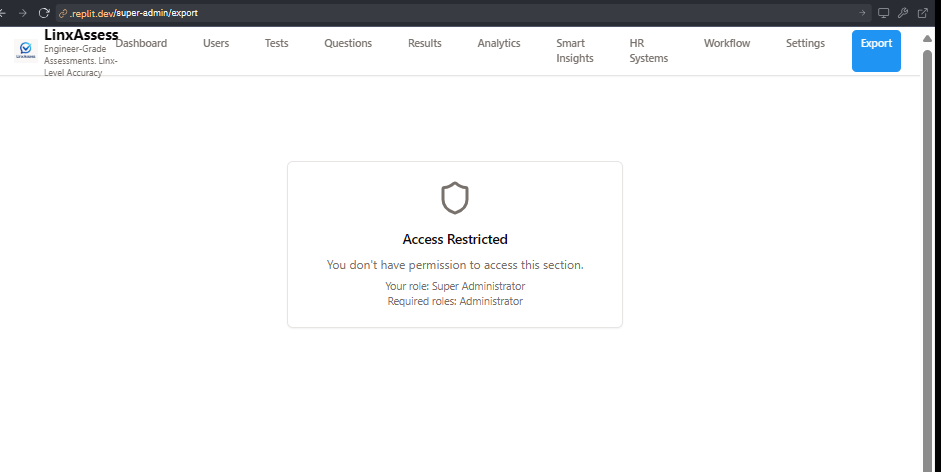 .replit.dev/super-admin/export
LinxAssess
Engineer-Grade
Assessments. Linx-
Level Accuracy
Dashboard
Users
Tests
Questions
Results
Analytics
Smart
Insights
HR
Systems
Workflow
Settings
Export
Access Restricted
You don't have permission to access this section.
Your role: Super Administrator
Required roles: Administrator